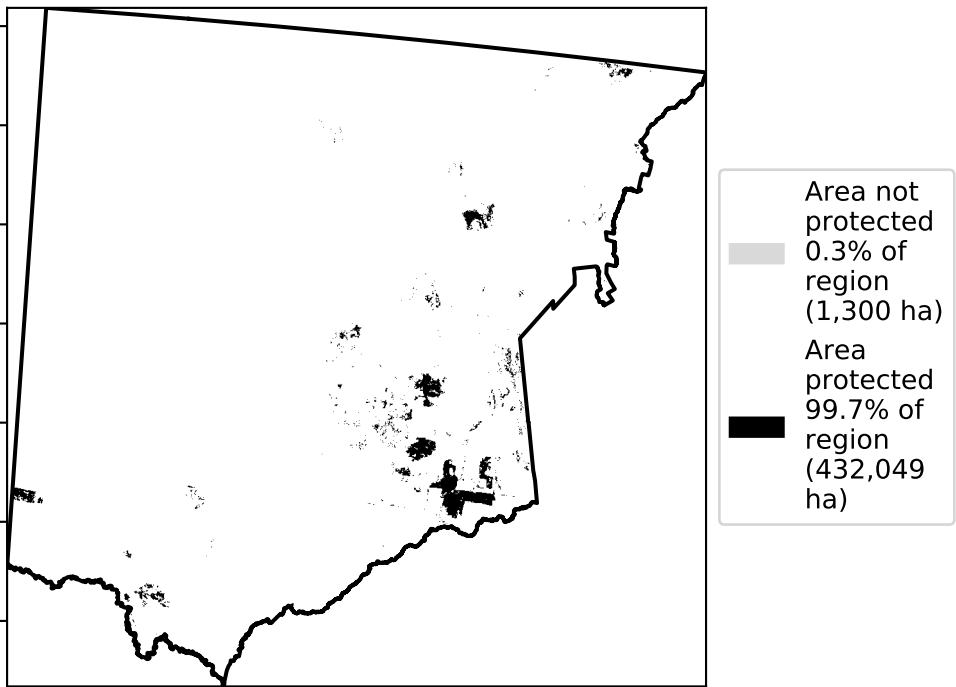 Area not
protected
0.3% of
region
(1,300 ha)
Area
protected
99.7% of
region
(432,049
ha)